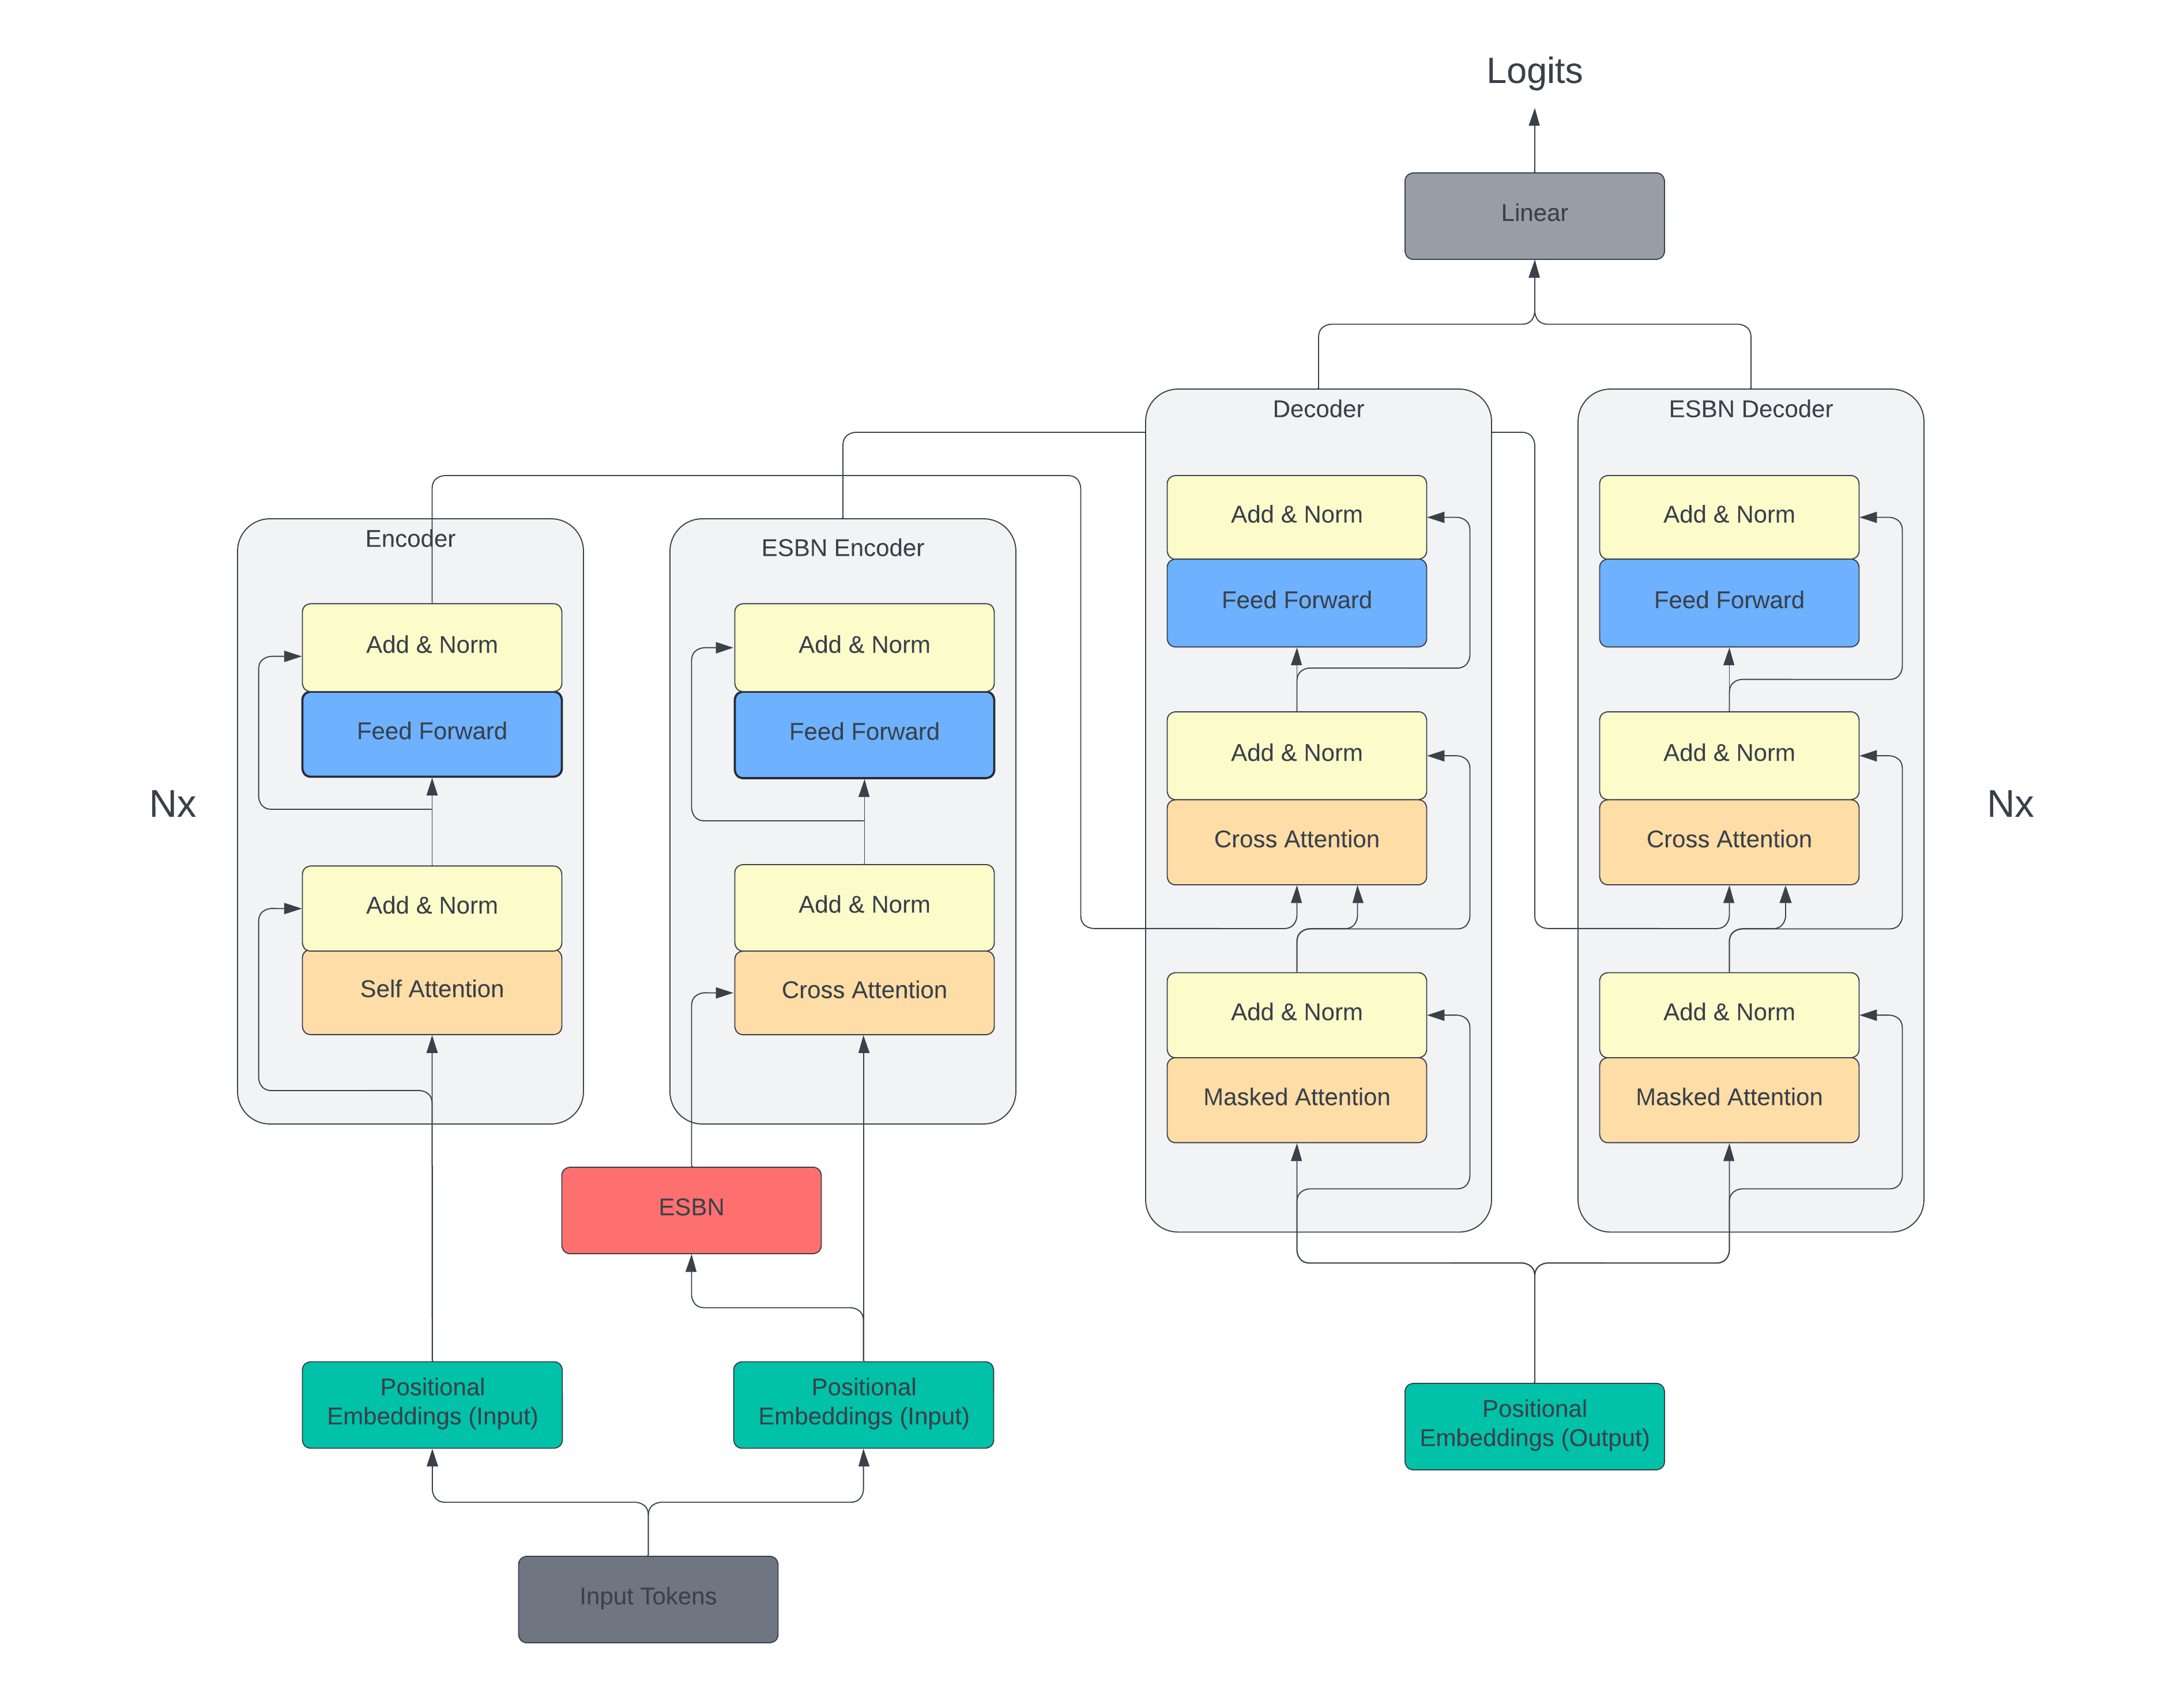 Logits
Linear
Decoder
ESBN Decoder
Add & Norm
Add & Norm
Feed Forward
Feed Forward
Add & Norm
Add & Norm
Cross Attention
Cross Attention
Add & Norm
Add & Norm
Masked Attention
Masked Attention
Nx
Encoder
ESBN Encoder
Add & Norm
Add & Norm
Feed Forward
Feed Forward
Nx
Add & Norm
Add & Norm
Self Attention
Cross Attention
ESBN
Positional
Embeddings (Input)
Positional
Embeddings (Input)
Positional
Embeddings (Output)
Input Tokens